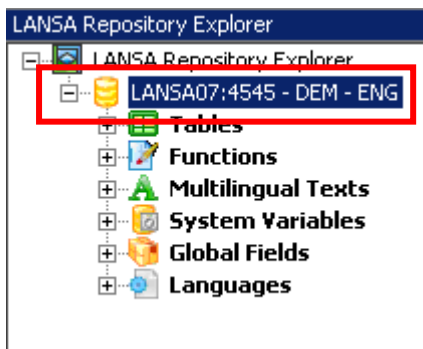 LANSA Repository Explorer
LANSA Repository Explorer
LANSA07:4545 - DEM - ENG
Tables
Functions
Multilingual Texts
System Variables
Global Fields
Languages